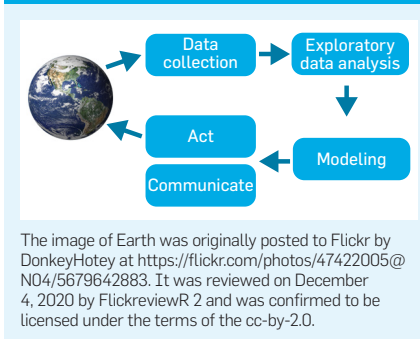 Data
collection
Exploratory
data analysis
Act
Modeling
Communicate
The image of Earth was originally posted to Flickr by
DonkeyHotey at https://flickr.com/photos/47422005@
N04/5679642883. It was reviewed on December
4, 2020 by FlickreviewR 2 and was confirmed to be
licensed under the terms of the cc-by-2.0.